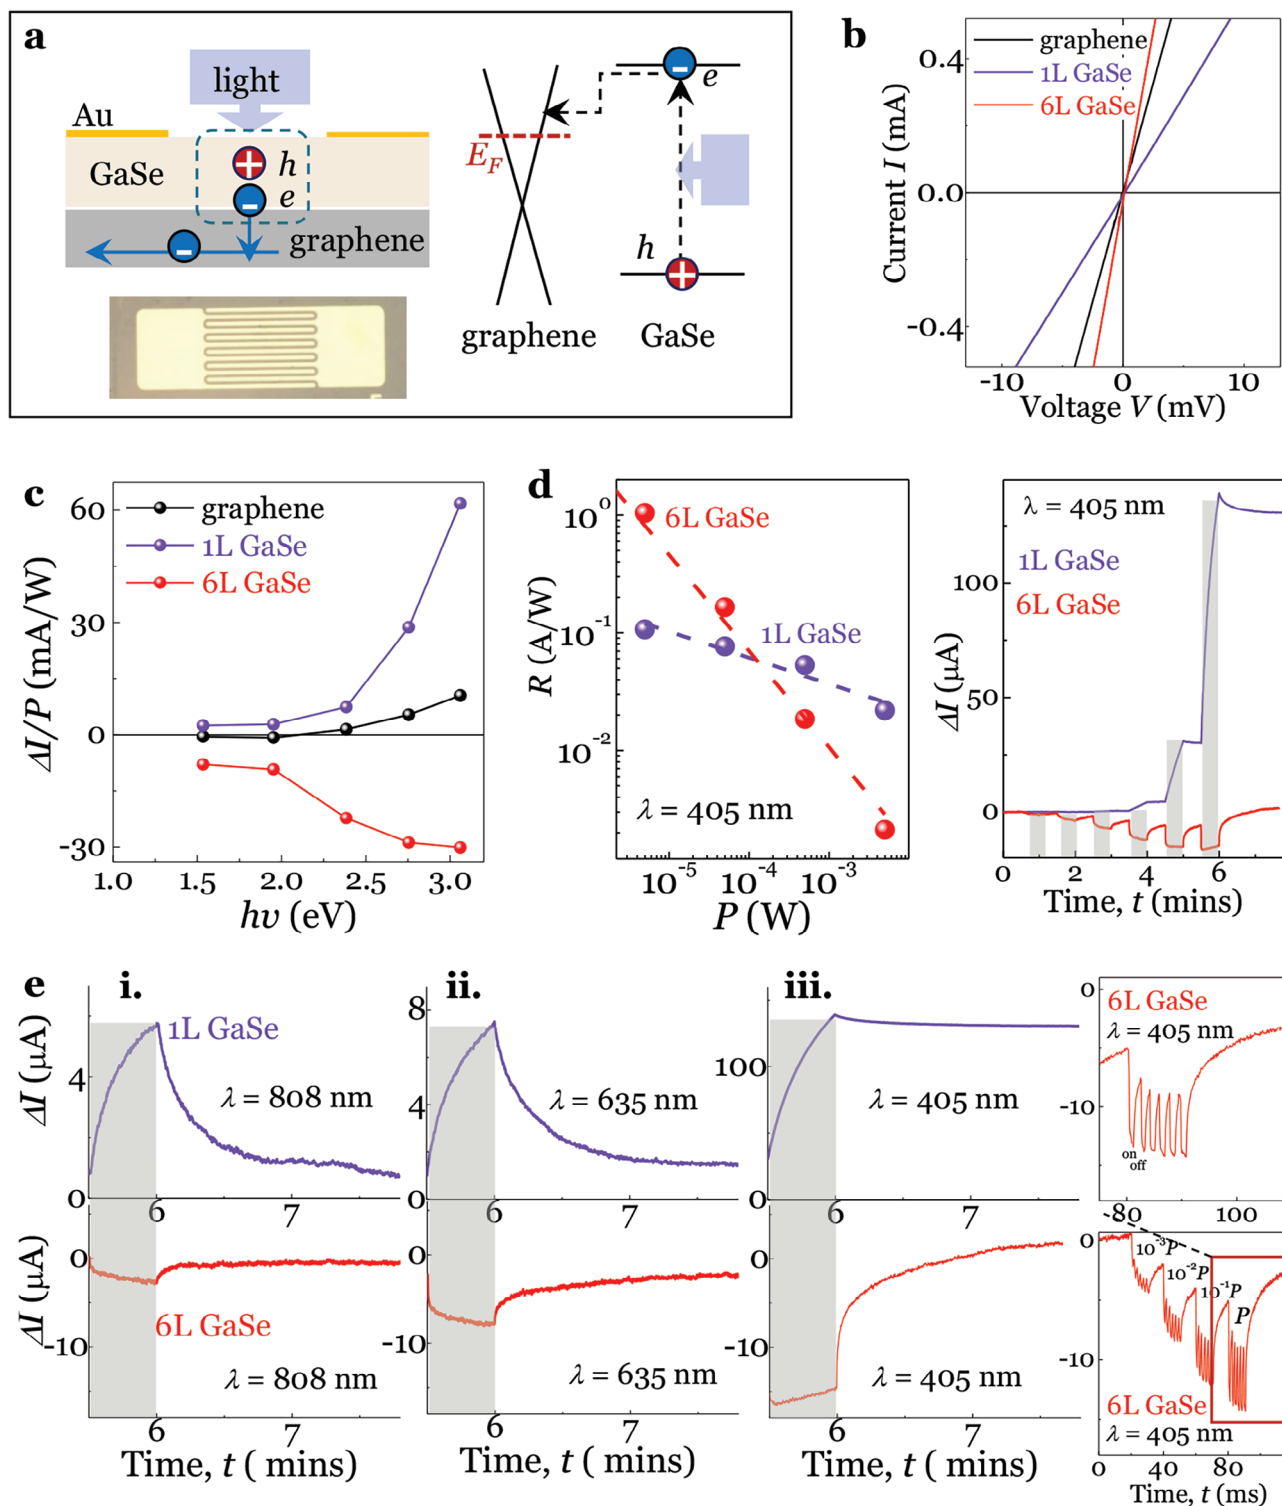 a
light
Au
GaSe
h
e
graphene
E_F
e
h
graphene
GaSe
b
graphene
1L GaSe
6L GaSe
Current I (mA)
0.4
0.0
-0.4
-10
0
10
Voltage V (mV)
c
graphene
1L GaSe
6L GaSe
ΔI/P (mA/W)
60
30
0
-30
1.0
1.5
2.0
2.5
3.0
hν (eV)
d
6L GaSe
1L GaSe
R (A/W)
10⁰
10⁻¹
10⁻²
λ = 405 nm
10⁻⁵
10⁻⁴
10⁻³
P (W)
λ = 405 nm
1L GaSe
6L GaSe
ΔI (μA)
100
50
0
0
2
4
6
Time, t (mins)
e
i.
1L GaSe
λ = 808 nm
ΔI (μA)
4
0
6
7
ΔI (μA)
0
-10
6L GaSe
λ = 808 nm
6
7
Time, t ( mins)
ii.
8
4
0
λ = 635 nm
6
7
0
-10
λ = 635 nm
6
7
Time, t ( mins)
iii.
100
0
λ = 405 nm
6
7
0
-10
λ = 405 nm
6
7
Time, t ( mins)
0
6L GaSe
λ = 405 nm
-10
on
off
80
100
0
10⁻³P
10⁻²P
10⁻¹P
P
-10
6L GaSe
λ = 405 nm
0
40
80
Time, t (ms)